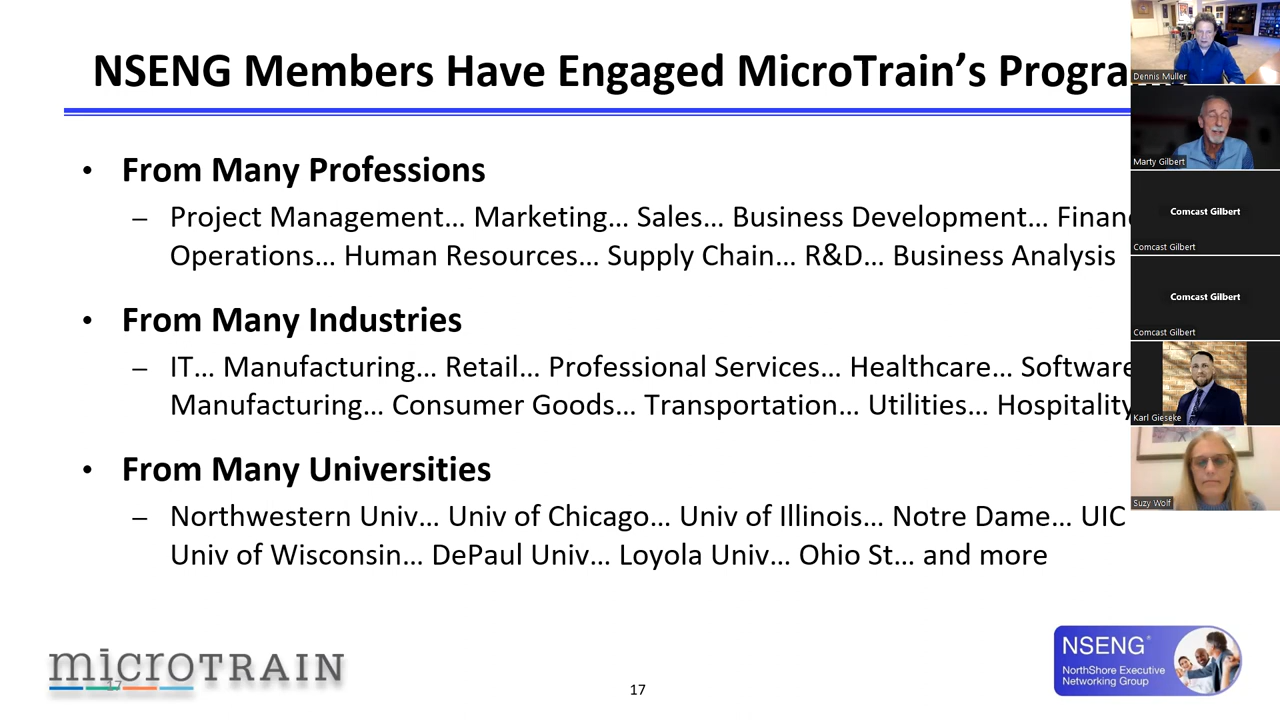 NSENG Members Have Engaged MicroTrain's Progra
• From Many Professions
– Project Management... Marketing... Sales... Business Development... Finan
Operations... Human Resources... Supply Chain... R&D... Business Analysis
• From Many Industries
– IT... Manufacturing... Retail... Professional Services... Healthcare... Software
Manufacturing... Consumer Goods... Transportation... Utilities... Hospitality
• From Many Universities
– Northwestern Univ... Univ of Chicago... Univ of Illinois... Notre Dame... UIC
Univ of Wisconsin... DePaul Univ... Loyola Univ... Ohio St... and more
microTRAIN
17
17
NSENG®
NorthShore Executive
Networking Group
Dennis Muller
Marty Gilbert
Comcast Gilbert
Comcast Gilbert
Comcast Gilbert
Comcast Gilbert
Karl Gieseke
Suzy Wolf